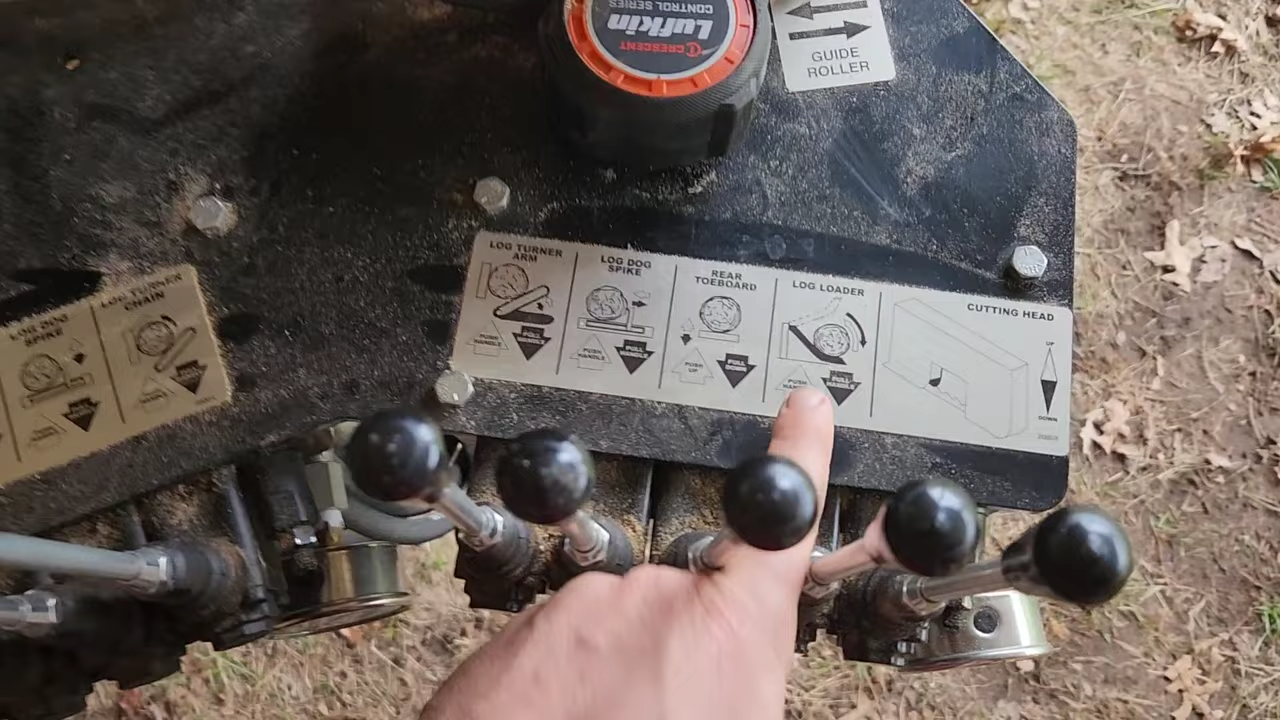 CRESCENT
Lufkin
CONTROL SERIES
GUIDE
ROLLER
LOG TURNER
ARM
PUSH
HANDLE
PULL
HANDLE
LOG DOG
SPIKE
PUSH
HANDLE
PULL
HANDLE
REAR
TOEBOARD
PUSH
UP
PULL
DOWN
LOG LOADER
PUSH
PULL
HANDLE
CUTTING HEAD
UP
DOWN
LOG DOG
SPIKE
LOG TURNER
CHAIN